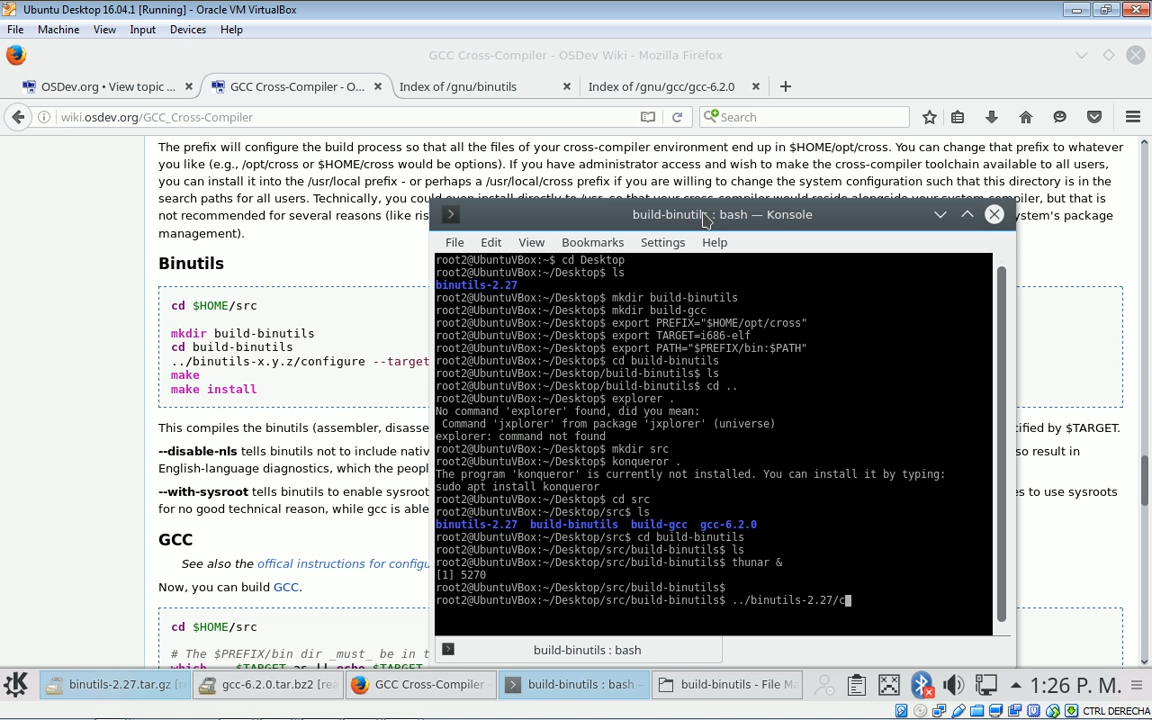 Ubuntu Desktop 16.04.1 [Running] - Oracle VM VirtualBox
File Machine View Input Devices Help
GCC Cross-Compiler - OSDev Wiki - Mozilla Firefox
OSDev.org • View topic ... GCC Cross-Compiler - O... Index of /gnu/binutils Index of /gnu/gcc/gcc-6.2.0
wiki.osdev.org/GCC_Cross-Compiler Search
The prefix will configure the build process so that all the files of your cross-compiler environment end up in $HOME/opt/cross. You can change that prefix to whatever
you like (e.g., /opt/cross or $HOME/cross would be options). If you have administrator access and wish to make the cross-compiler toolchain available to all users,
you can install it into the /usr/local prefix - or perhaps a /usr/local/cross prefix if you are willing to change the system configuration such that this directory is in the
search paths for all users. Technically, you could
not recommended for several reasons (like ris ystem's package
management).
build-binutils : bash — Konsole
File Edit View Bookmarks Settings Help
Binutils
cd $HOME/src
mkdir build-binutils
cd build-binutils
../binutils-x.y.z/configure --target
make
make install
This compiles the binutils (assembler, disasse cified by $TARGET.
--disable-nls tells binutils not to include nativ so result in
English-language diagnostics, which the peopl
--with-sysroot tells binutils to enable sysroot es to use sysroots
for no good technical reason, while gcc is able
GCC
See also the offical instructions for configu
Now, you can build GCC.
cd $HOME/src
# The $PREFIX/bin dir _must_ be in t
which -- $TARGET-as || echo $TARGET
root2@UbuntuVBox:~$ cd Desktop
root2@UbuntuVBox:~/Desktop$ ls
binutils-2.27
root2@UbuntuVBox:~/Desktop$ mkdir build-binutils
root2@UbuntuVBox:~/Desktop$ mkdir build-gcc
root2@UbuntuVBox:~/Desktop$ export PREFIX="$HOME/opt/cross"
root2@UbuntuVBox:~/Desktop$ export TARGET=i686-elf
root2@UbuntuVBox:~/Desktop$ export PATH="$PREFIX/bin:$PATH"
root2@UbuntuVBox:~/Desktop$ cd build-binutils
root2@UbuntuVBox:~/Desktop/build-binutils$ ls
root2@UbuntuVBox:~/Desktop/build-binutils$ cd ..
root2@UbuntuVBox:~/Desktop$ explorer .
No command 'explorer' found, did you mean:
Command 'jxplorer' from package 'jxplorer' (universe)
explorer: command not found
root2@UbuntuVBox:~/Desktop$ mkdir src
root2@UbuntuVBox:~/Desktop$ konqueror .
The program 'konqueror' is currently not installed. You can install it by typing:
sudo apt install konqueror
root2@UbuntuVBox:~/Desktop$ cd src
root2@UbuntuVBox:~/Desktop/src$ ls
binutils-2.27 build-binutils build-gcc gcc-6.2.0
root2@UbuntuVBox:~/Desktop/src$ cd build-binutils
root2@UbuntuVBox:~/Desktop/src/build-binutils$ ls
root2@UbuntuVBox:~/Desktop/src/build-binutils$ thunar &
[1] 5270
root2@UbuntuVBox:~/Desktop/src/build-binutils$
root2@UbuntuVBox:~/Desktop/src/build-binutils$ ../binutils-2.27/c
build-binutils : bash
binutils-2.27.tar.gz [r gcc-6.2.0.tar.bz2 [rea GCC Cross-Compiler - build-binutils : bash - build-binutils - File M 1:26 P. M.
CTRL DERECHA